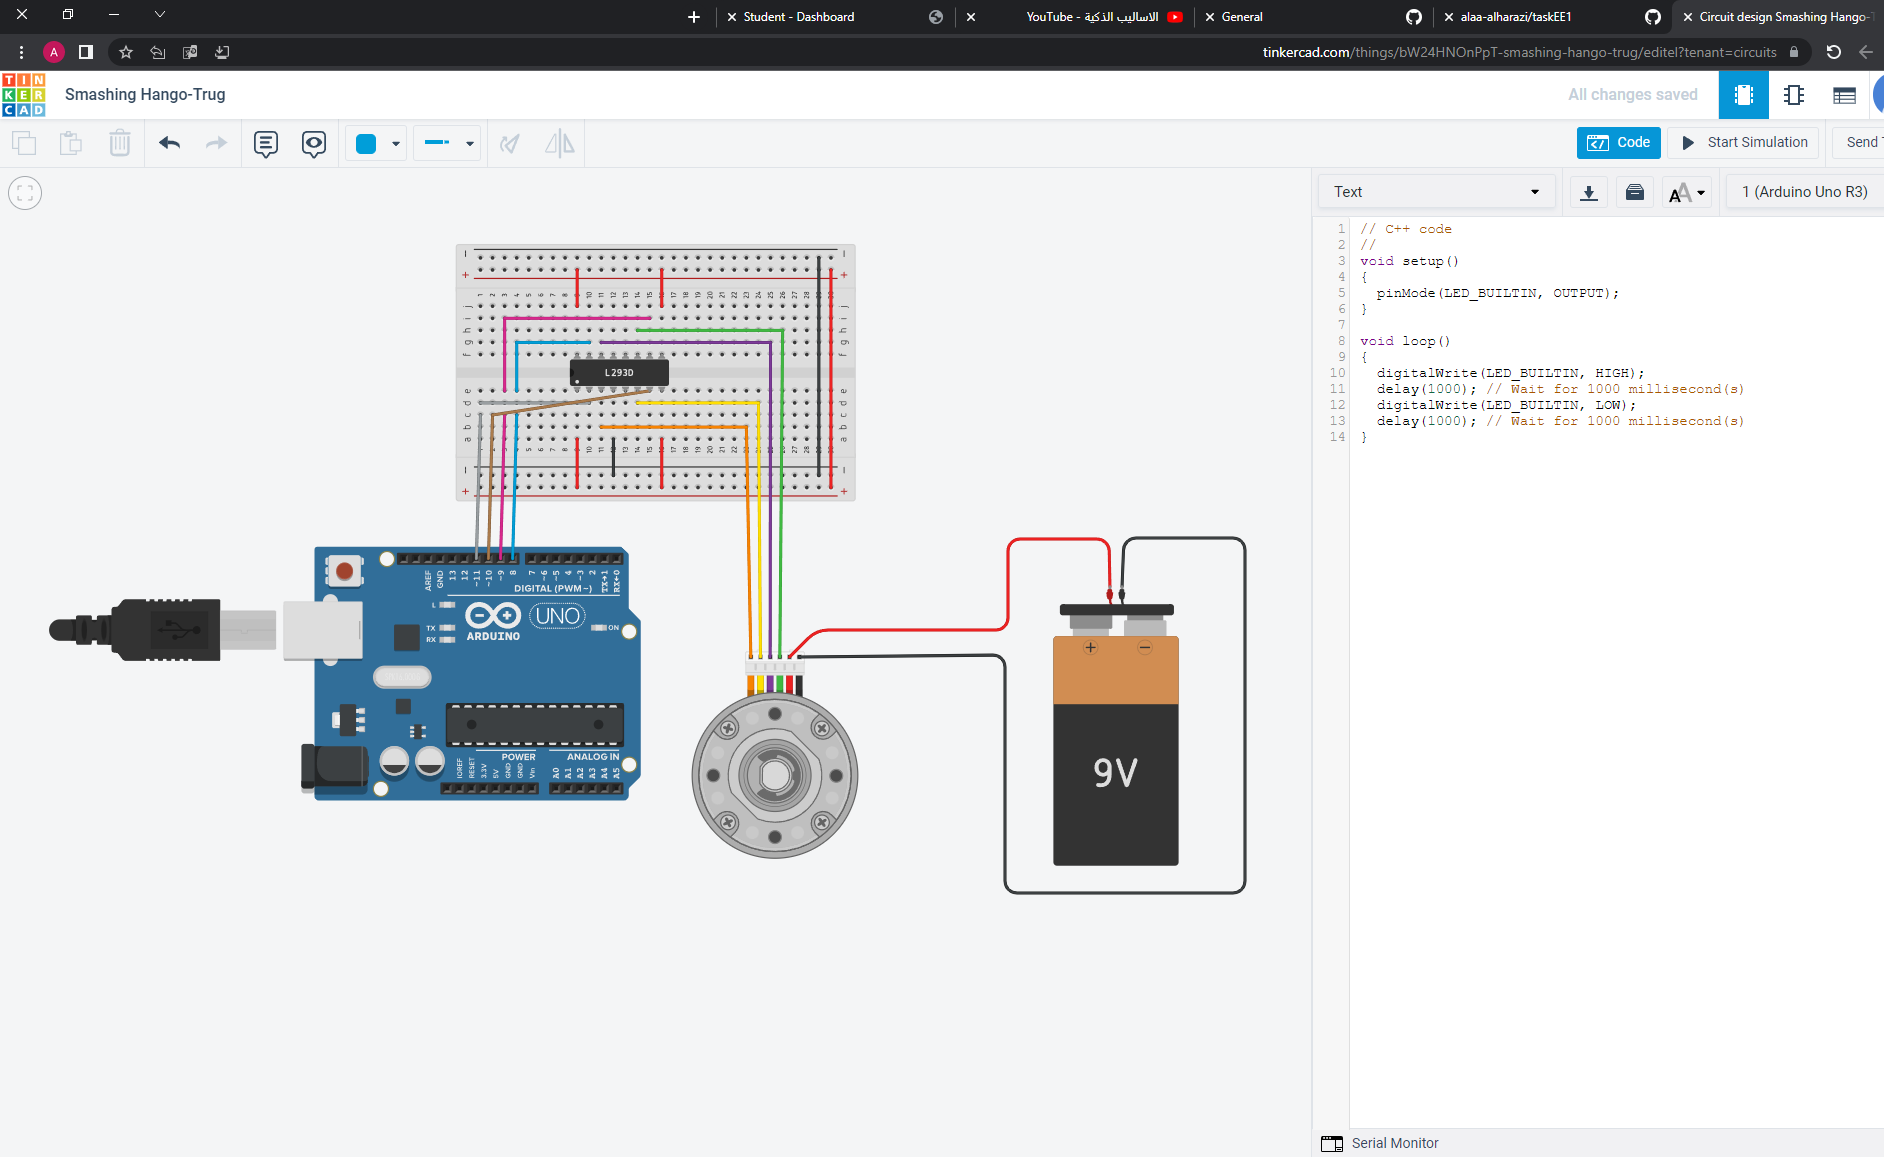 Student - Dashboard
YouTube - الاساليب الذكية
General
alaa-alharazi/taskEE1
Circuit design Smashing Hango-T
A
tinkercad.com/things/bW24HNOnPpT-smashing-hango-trug/editel?tenant=circuits
TIN
KER
CAD
Smashing Hango-Trug
All changes saved
Code
Start Simulation
Send T
Text
AA
1 (Arduino Uno R3)
1 // C++ code
2 //
3 void setup()
4 {
5 pinMode(LED_BUILTIN, OUTPUT);
6 }
7
8 void loop()
9 {
10 digitalWrite(LED_BUILTIN, HIGH);
11 delay(1000); // Wait for 1000 millisecond(s)
12 digitalWrite(LED_BUILTIN, LOW);
13 delay(1000); // Wait for 1000 millisecond(s)
14 }
L293D
AREF
GND
13
12
~11
~10
~9
8
7
~6
~5
4
~3
2
TX→1
RX←0
DIGITAL (PWM~)
L
TX
RX
ARDUINO
UNO
ON
POWER
ANALOG IN
IOREF
RESET
3.3V
5V
GND
GND
Vin
A0
A1
A2
A3
A4
A5
+
−
9V
Serial Monitor